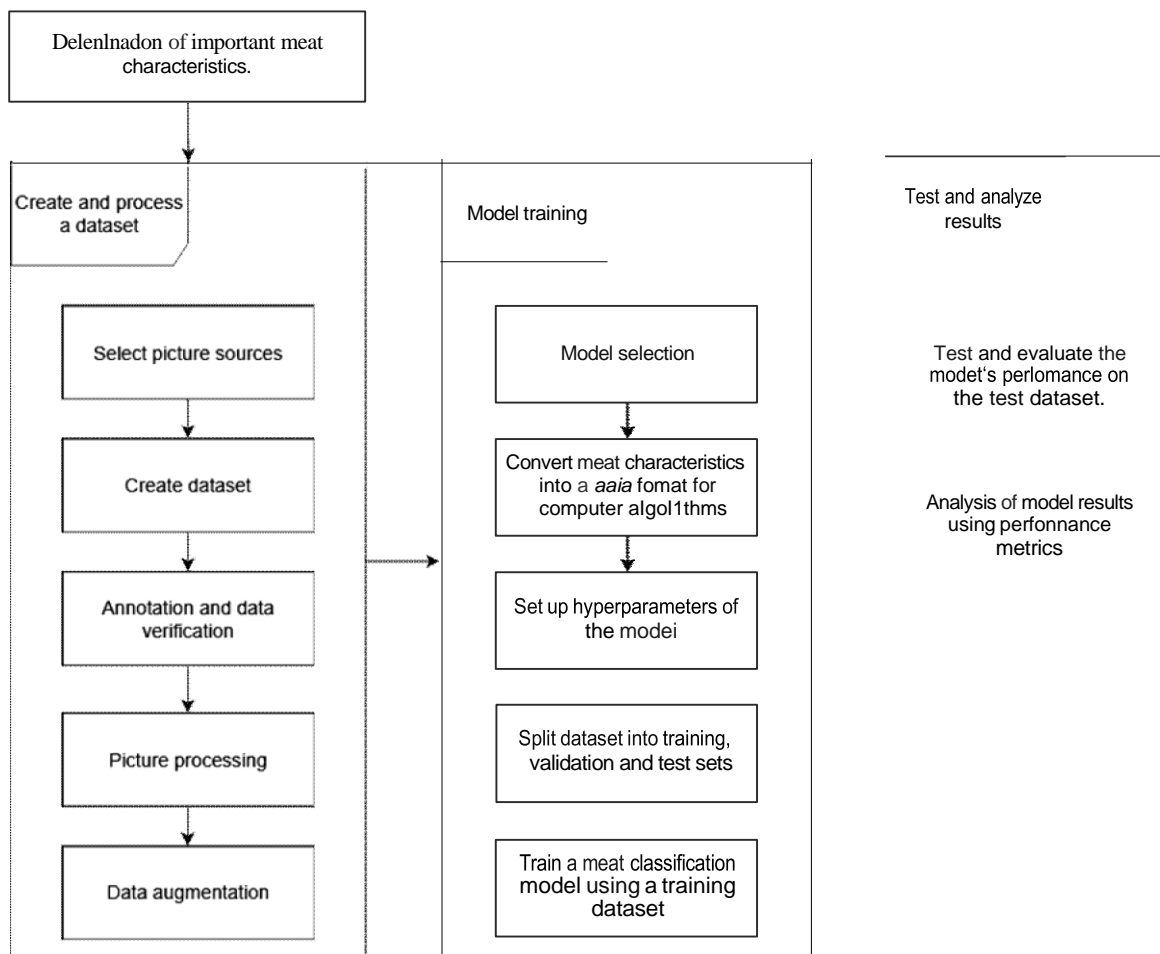 Delenlnadon of important meat
characteristics.
Create and process
a dataset
Select picture sources
Create dataset
Annotation and data
verification
Picture processing
Data augmentation
Model training
Model selection
Convert meat characteristics
into a aaia fomat for
computer algol1thms
Set up hyperparameters of
the modei
Split dataset into training,
validation and test sets
Train a meat classification
model using a training
dataset
Test and analyze
results
Test and evaluate the
modet‘s perlomance on
the test dataset.
Analysis of model results
using perfonnance
metrics